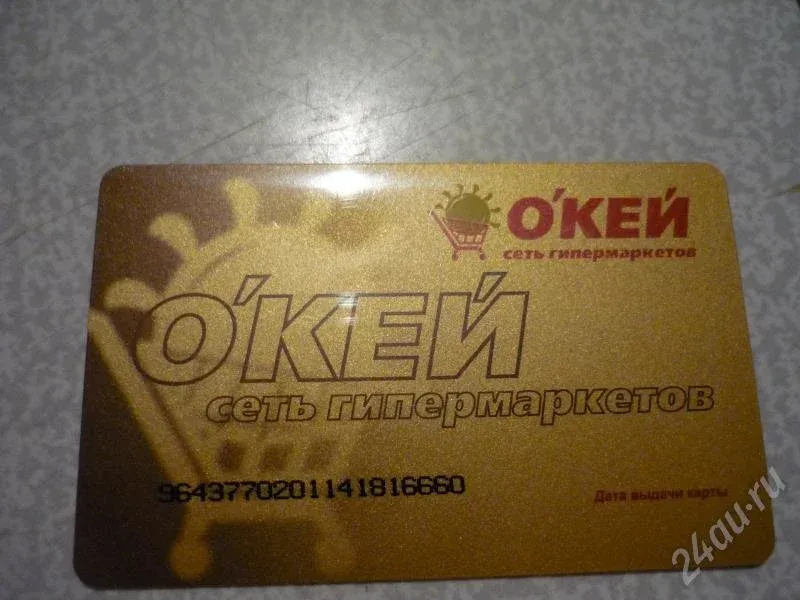 О'КЕЙ
сеть гипермаркетов
О'КЕЙ
сеть гипермаркетов
9643770201141816660
Дата выдачи карты
24au.ru